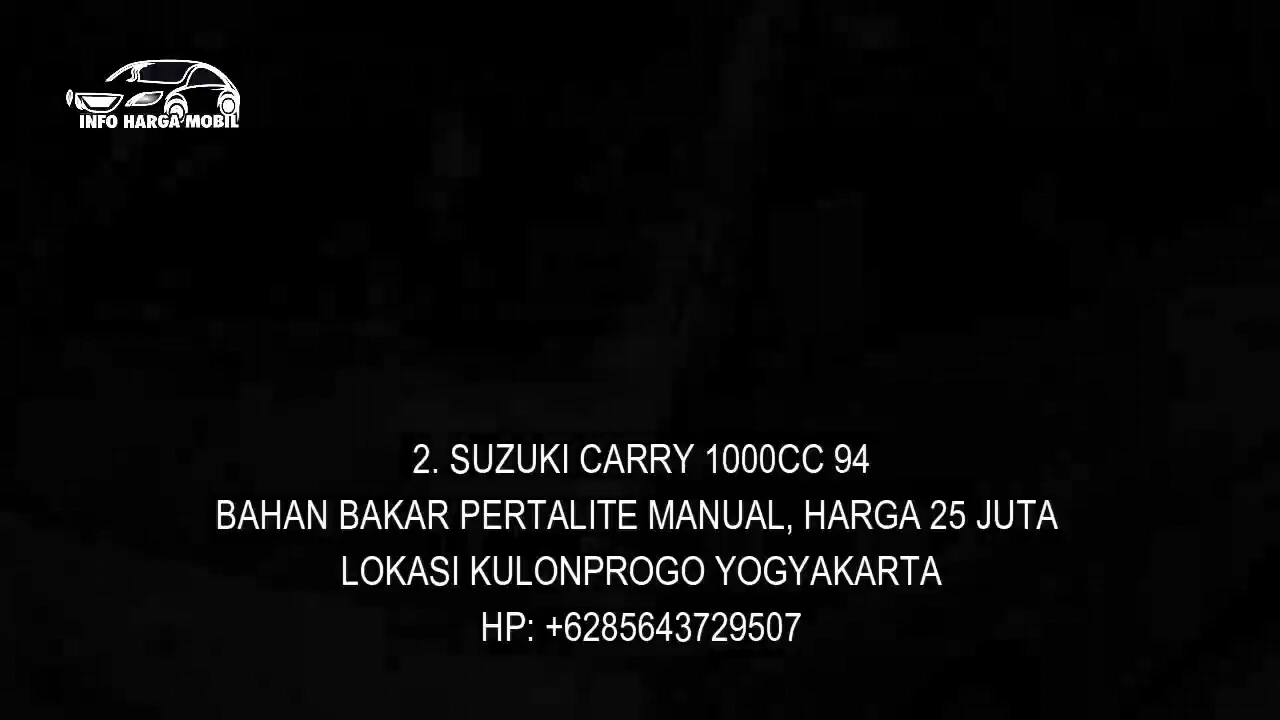 INFO HARGA MOBIL
2. SUZUKI CARRY 1000CC 94
BAHAN BAKAR PERTALITE MANUAL, HARGA 25 JUTA
LOKASI KULONPROGO YOGYAKARTA
HP: +6285643729507